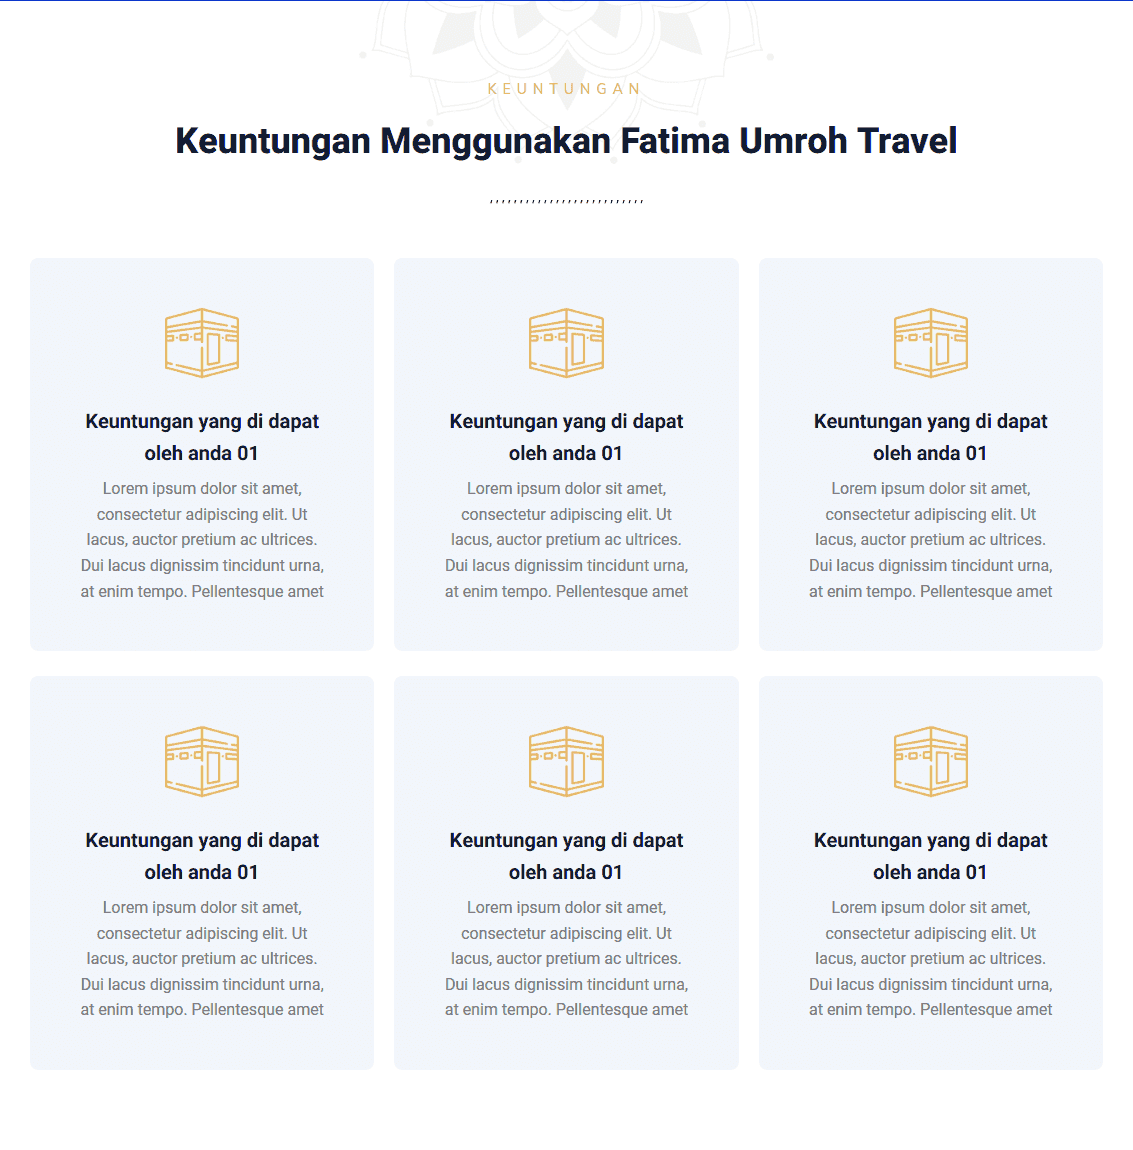 KEUNTUNGAN
Keuntungan Menggunakan Fatima Umroh Travel
Keuntungan yang di dapat
oleh anda 01
Lorem ipsum dolor sit amet,
consectetur adipiscing elit. Ut
lacus, auctor pretium ac ultrices.
Dui lacus dignissim tincidunt urna,
at enim tempo. Pellentesque amet
Keuntungan yang di dapat
oleh anda 01
Lorem ipsum dolor sit amet,
consectetur adipiscing elit. Ut
lacus, auctor pretium ac ultrices.
Dui lacus dignissim tincidunt urna,
at enim tempo. Pellentesque amet
Keuntungan yang di dapat
oleh anda 01
Lorem ipsum dolor sit amet,
consectetur adipiscing elit. Ut
lacus, auctor pretium ac ultrices.
Dui lacus dignissim tincidunt urna,
at enim tempo. Pellentesque amet
Keuntungan yang di dapat
oleh anda 01
Lorem ipsum dolor sit amet,
consectetur adipiscing elit. Ut
lacus, auctor pretium ac ultrices.
Dui lacus dignissim tincidunt urna,
at enim tempo. Pellentesque amet
Keuntungan yang di dapat
oleh anda 01
Lorem ipsum dolor sit amet,
consectetur adipiscing elit. Ut
lacus, auctor pretium ac ultrices.
Dui lacus dignissim tincidunt urna,
at enim tempo. Pellentesque amet
Keuntungan yang di dapat
oleh anda 01
Lorem ipsum dolor sit amet,
consectetur adipiscing elit. Ut
lacus, auctor pretium ac ultrices.
Dui lacus dignissim tincidunt urna,
at enim tempo. Pellentesque amet